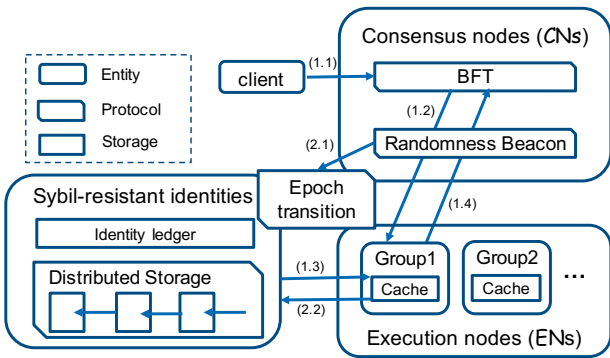 Entity
Protocol
Storage
Consensus nodes (CNs)
client
(1.1)
BFT
(1.2)
(2.1)
Randomness Beacon
(1.4)
Epoch
transition
Sybil-resistant identities
Identity ledger
Distributed Storage
(1.3)
(2.2)
Group1
Cache
Group2
Cache
...
Execution nodes (ENs)